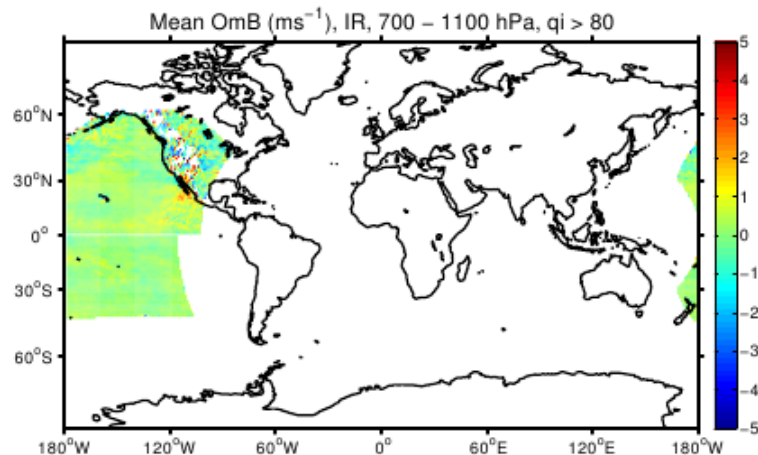 Mean OmB (ms⁻¹), IR, 700 − 1100 hPa, qi > 80
60°N
30°N
0°
30°S
60°S
180°W 120°W 60°W 0° 60°E 120°E 180°E
5
4
3
2
1
0
−1
−2
−3
−4
−5